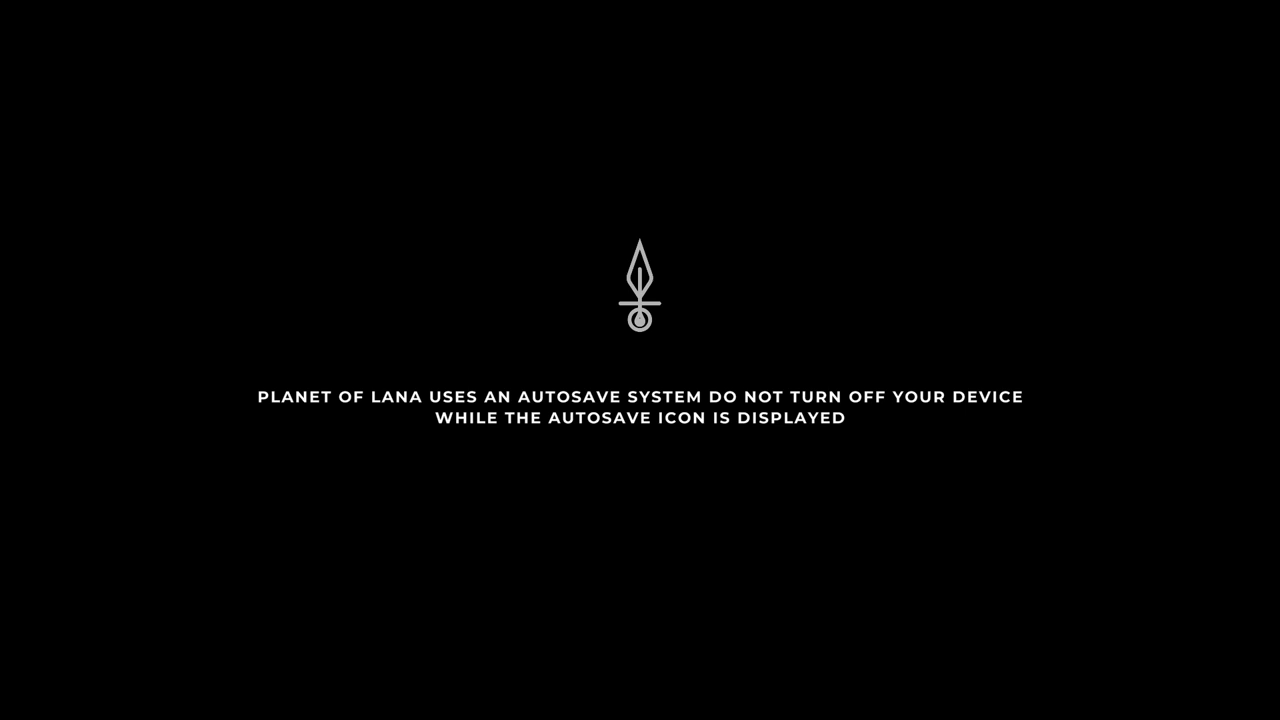 PLANET OF LANA USES AN AUTOSAVE SYSTEM DO NOT TURN OFF YOUR DEVICE
WHILE THE AUTOSAVE ICON IS DISPLAYED